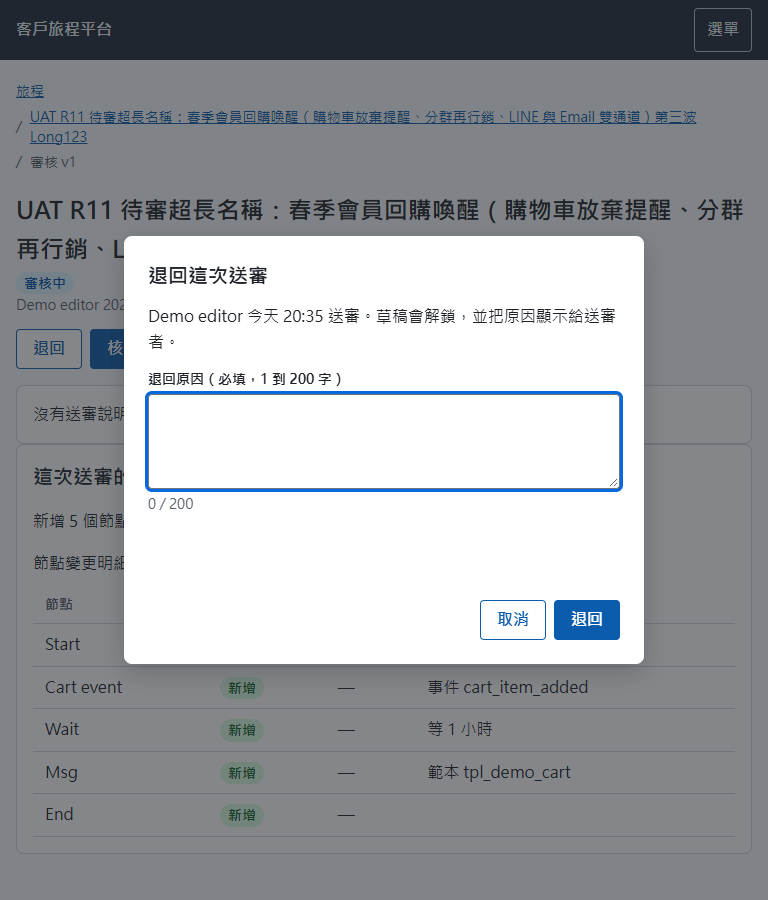 客戶旅程平台
選單
旅程
/ UAT R11 待審超長名稱：春季會員回購喚醒（購物車放棄提醒、分群再行銷、LINE 與 Email 雙通道）第三波
Long123
/ 審核 v1
UAT R11 待審超長名稱：春季會員回購喚醒（購物車放棄提醒、分群
再行銷、L
審核中
Demo editor 202
退回
核
沒有送審說明
這次送審的
新增 5 個節點
節點變更明細
節點
Start
Cart event 新增 — 事件 cart_item_added
Wait 新增 — 等 1 小時
Msg 新增 — 範本 tpl_demo_cart
End 新增 —
退回這次送審
Demo editor 今天 20:35 送審。草稿會解鎖，並把原因顯示給送審
者。
退回原因（必填，1 到 200 字）
0 / 200
取消
退回